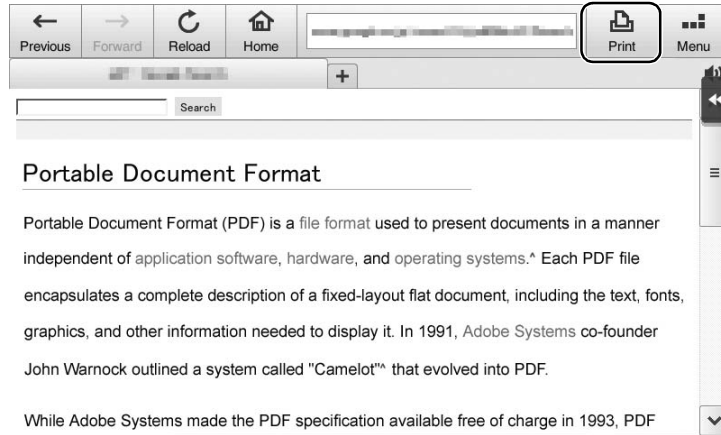 Previous Forward Reload Home Print Menu
+
Search
Portable Document Format
Portable Document Format (PDF) is a file format used to present documents in a manner
independent of application software, hardware, and operating systems.^ Each PDF file
encapsulates a complete description of a fixed-layout flat document, including the text, fonts,
graphics, and other information needed to display it. In 1991, Adobe Systems co-founder
John Warnock outlined a system called "Camelot"^ that evolved into PDF.
While Adobe Systems made the PDF specification available free of charge in 1993, PDF